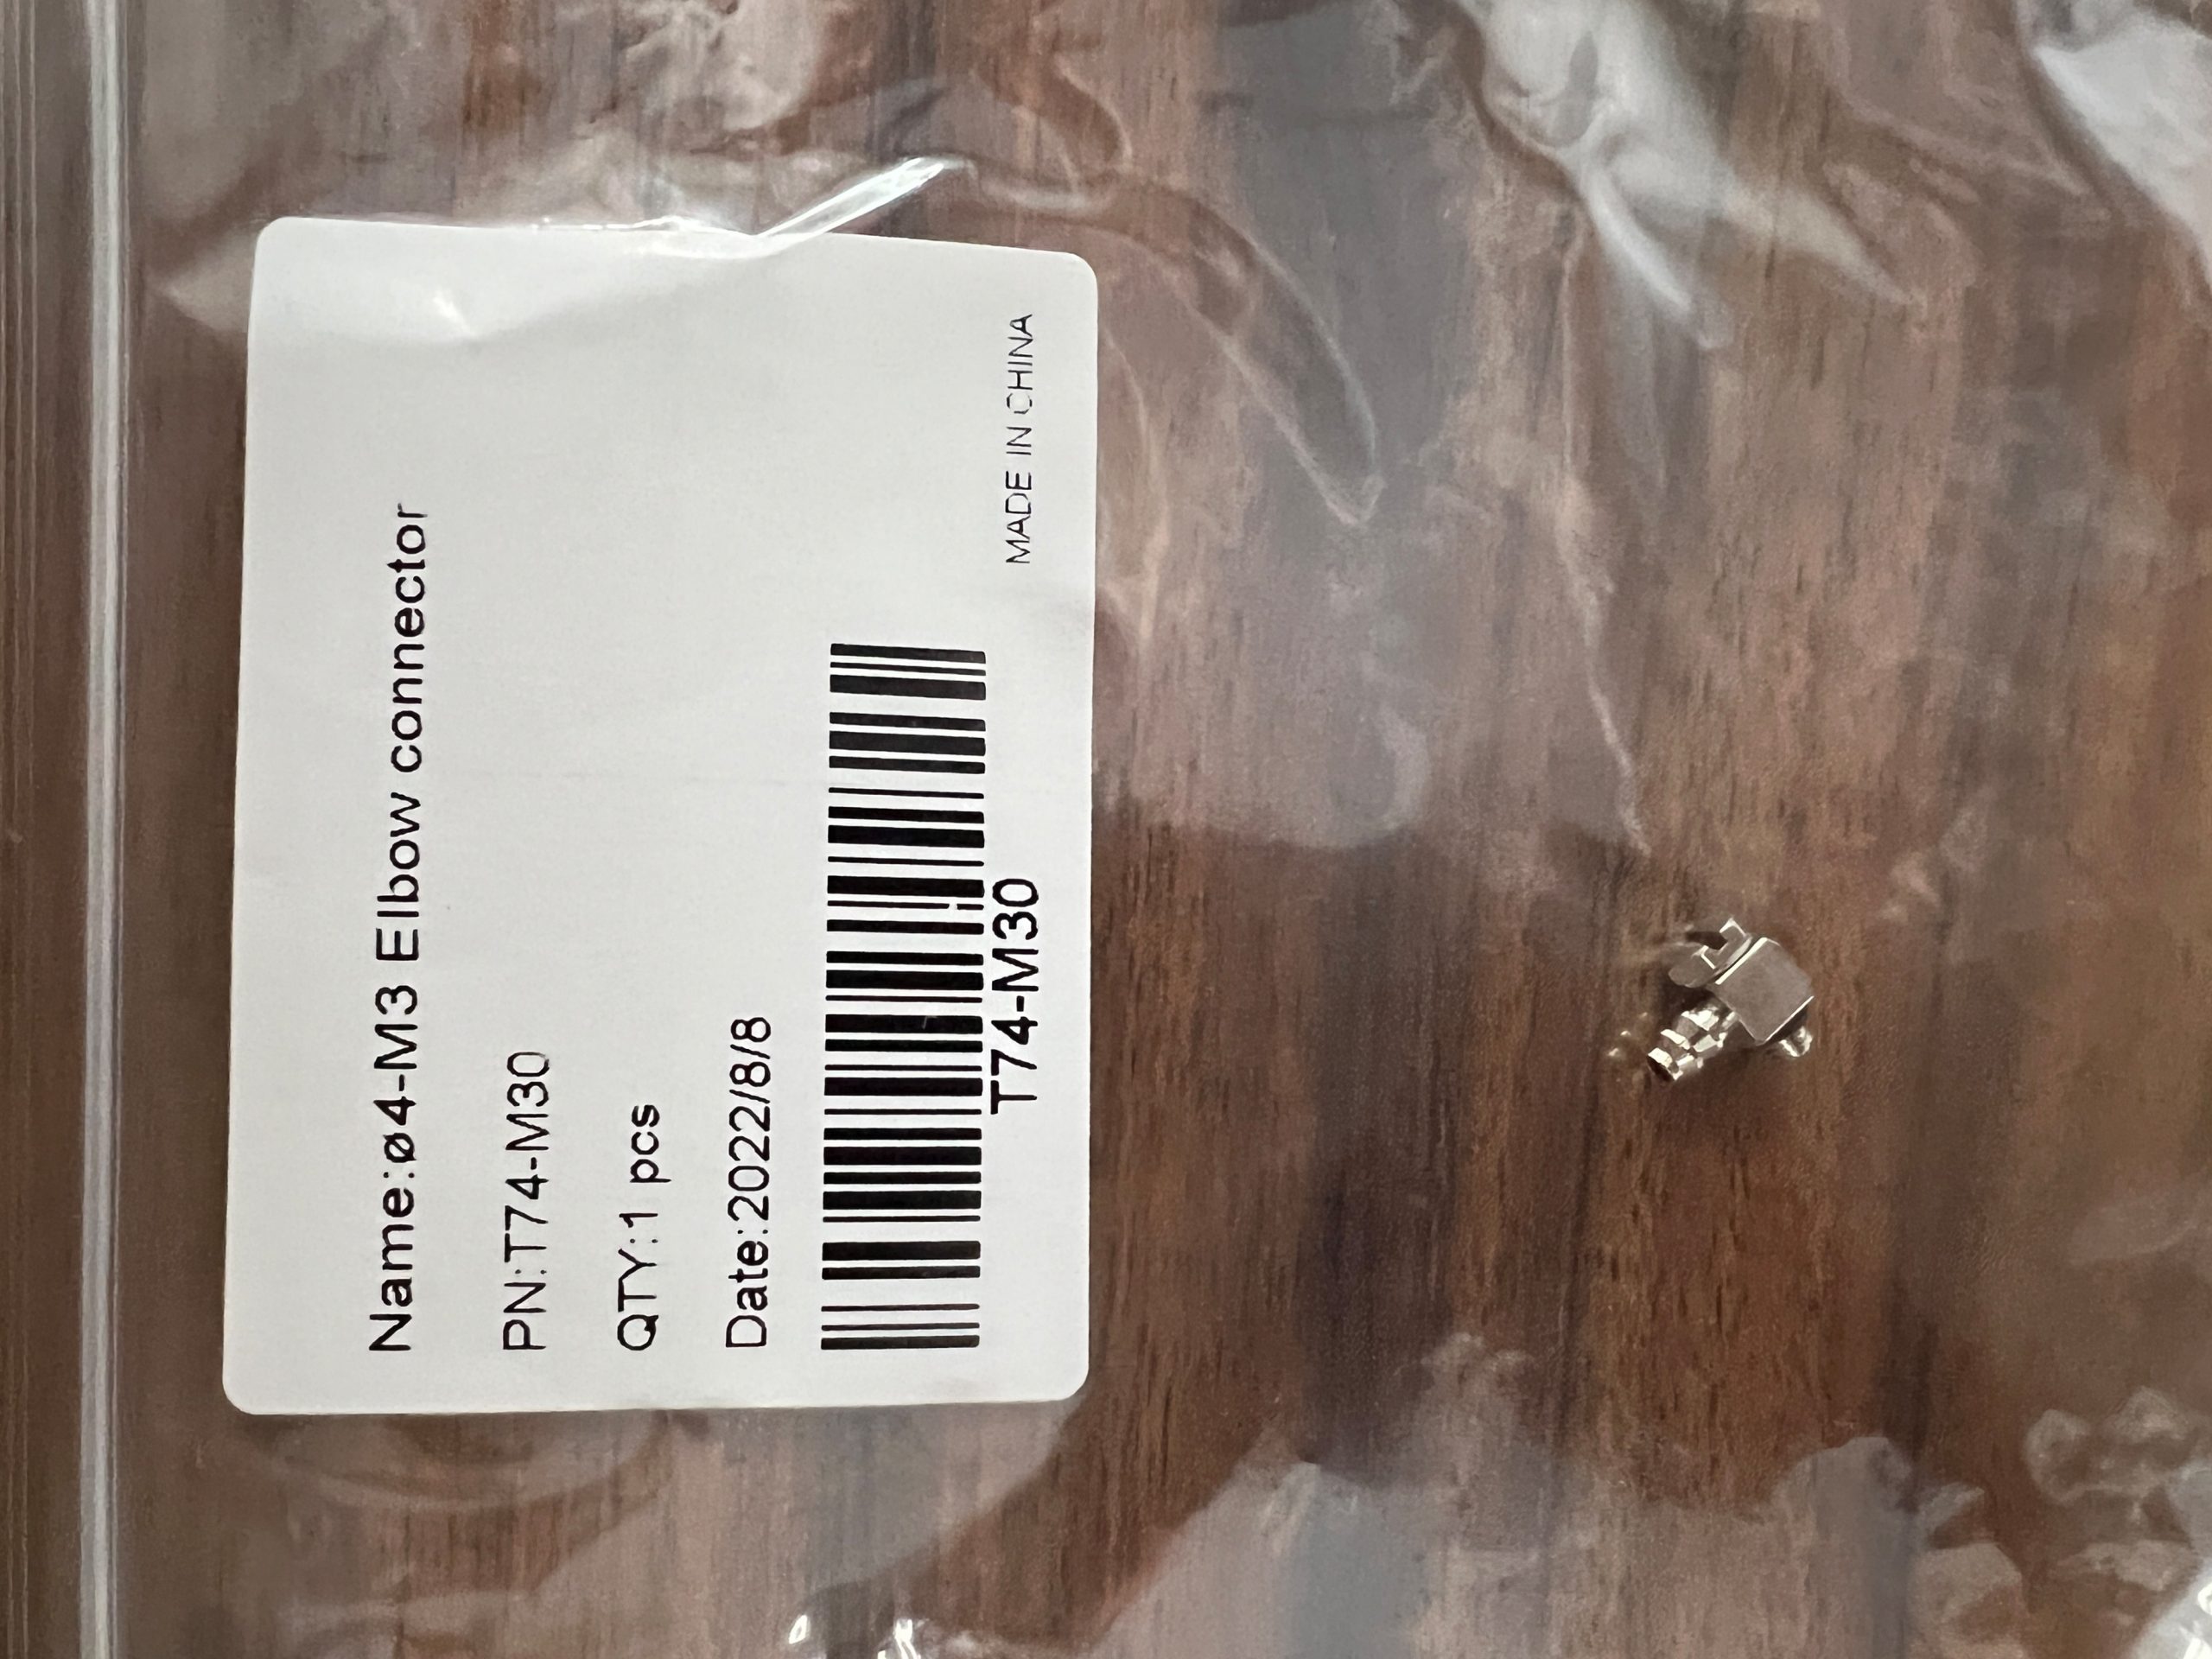 Name:ø4-M3 Elbow connector
PN:T74-M30
QTY:1 pcs
Date:2022/8/8
T74-M30
MADE IN CHINA